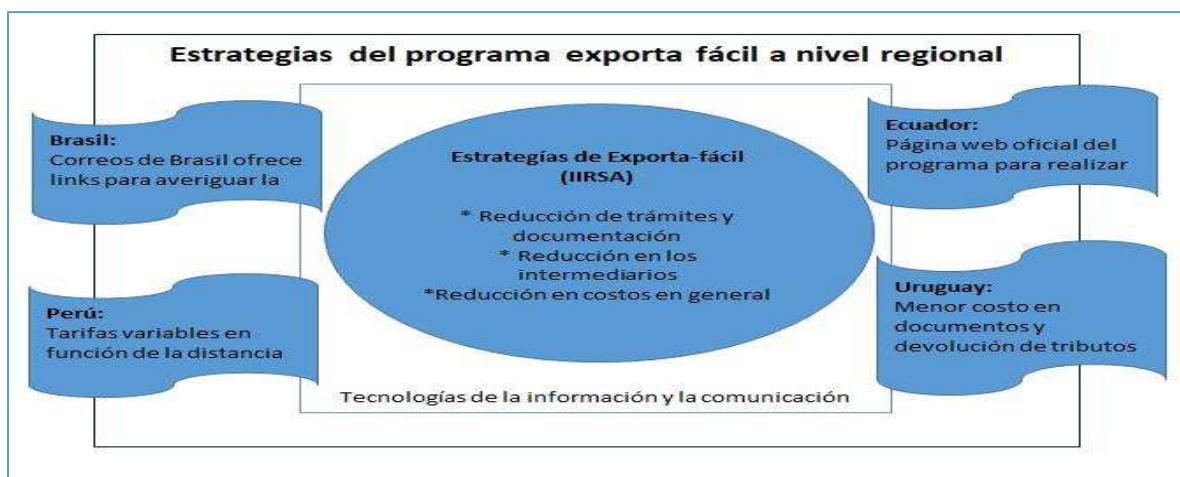 Estrategias del programa exporta fácil a nivel regional
Brasil:
Correos de Brasil ofrece
links para averiguar la
Estrategías de Exporta-fácil
(IIRSA)
* Reducción de trámites y
documentación
* Reducción en los
intermediarios
*Reducción en costos en general
Ecuador:
Página web oficial del
programa para realizar
Perú:
Tarifas variables en
función de la distancia
Uruguay:
Menor costo en
documentos y
devolución de tributos
Tecnologías de la información y la comunicación